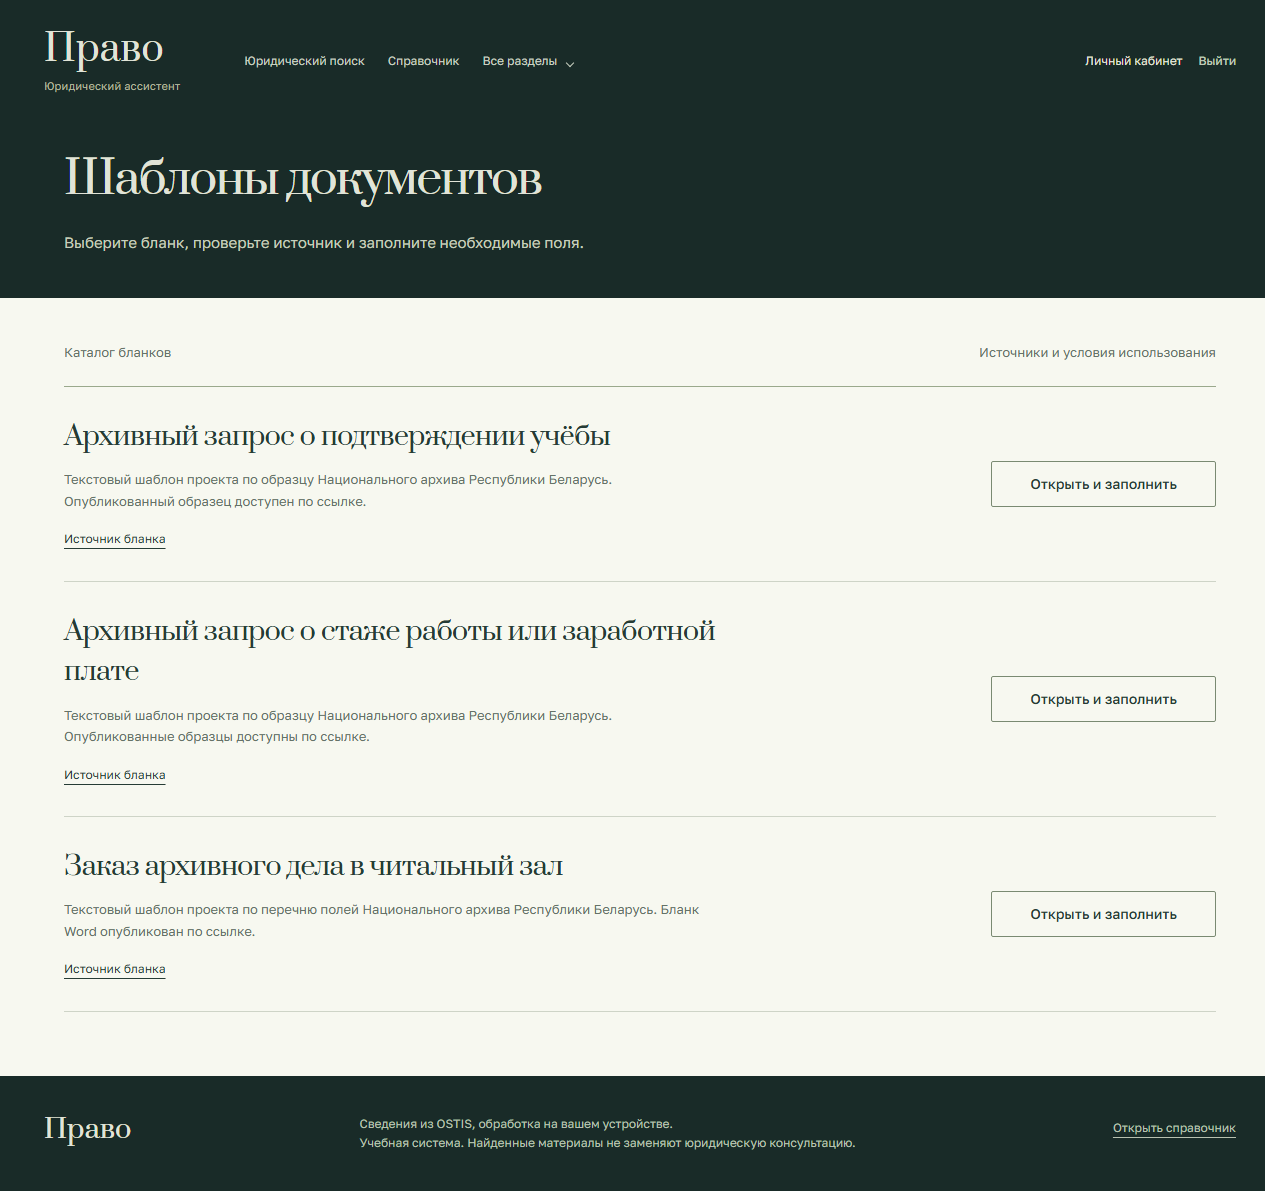 Право
Юридический ассистент
Юридический поиск
Справочник
Все разделы
Личный кабинет
Выйти
Шаблоны документов
Выберите бланк, проверьте источник и заполните необходимые поля.
Каталог бланков
Источники и условия использования
Архивный запрос о подтверждении учёбы
Текстовый шаблон проекта по образцу Национального архива Республики Беларусь.
Опубликованный образец доступен по ссылке.
Источник бланка
Открыть и заполнить
Архивный запрос о стаже работы или заработной
плате
Текстовый шаблон проекта по образцу Национального архива Республики Беларусь.
Опубликованные образцы доступны по ссылке.
Источник бланка
Открыть и заполнить
Заказ архивного дела в читальный зал
Текстовый шаблон проекта по перечню полей Национального архива Республики Беларусь. Бланк
Word опубликован по ссылке.
Источник бланка
Открыть и заполнить
Право
Сведения из OSTIS, обработка на вашем устройстве.
Учебная система. Найденные материалы не заменяют юридическую консультацию.
Открыть справочник